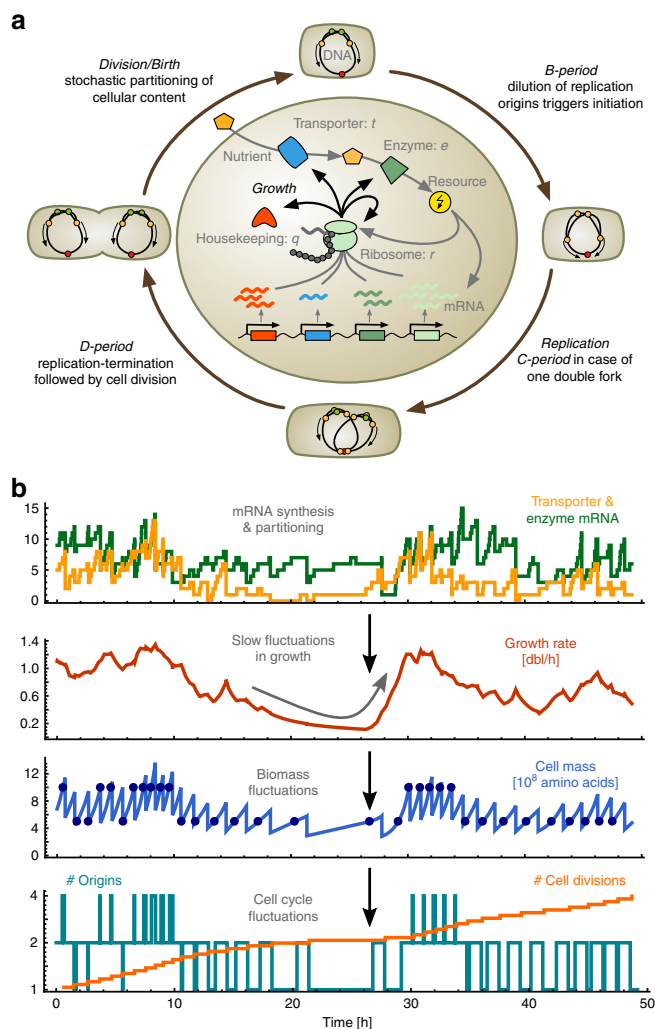 a
Division/Birth
stochastic partitioning of
cellular content
DNA
B-period
dilution of replication
origins triggers initiation
Transporter: t
Enzyme: e
Nutrient
Resource
Growth
Housekeeping: q
Ribosome: r
mRNA
D-period
replication-termination
followed by cell division
Replication
C-period in case of
one double fork
b
15
10
5
0
mRNA synthesis
& partitioning
Transporter &
enzyme mRNA
1.4
1.0
0.6
0.2
Slow fluctuations
in growth
Growth rate
[dbl/h]
12
8
4
0
Biomass
fluctuations
Cell mass
[10⁸ amino acids]
4
2
1
# Origins
Cell cycle
fluctuations
# Cell divisions
0
10
20
30
40
50
Time [h]